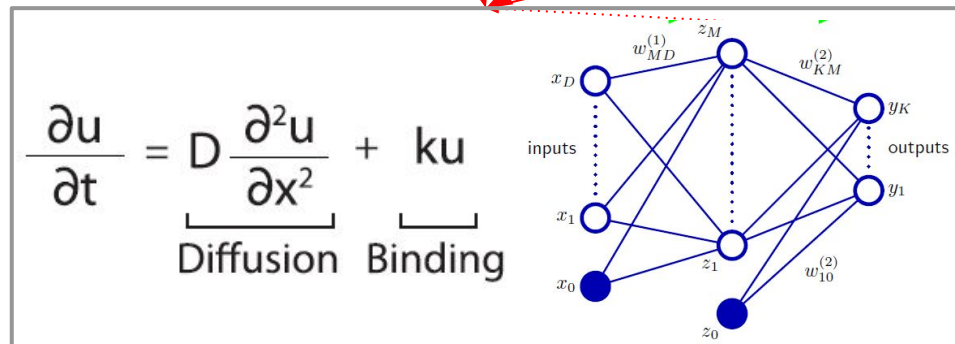 ∂u/∂t = D ∂²u/∂x² + ku
Diffusion Binding
z_M
w_{MD}^{(1)}
w_{KM}^{(2)}
x_D
y_K
inputs
outputs
x_1
y_1
z_1
w_{10}^{(2)}
x_0
z_0